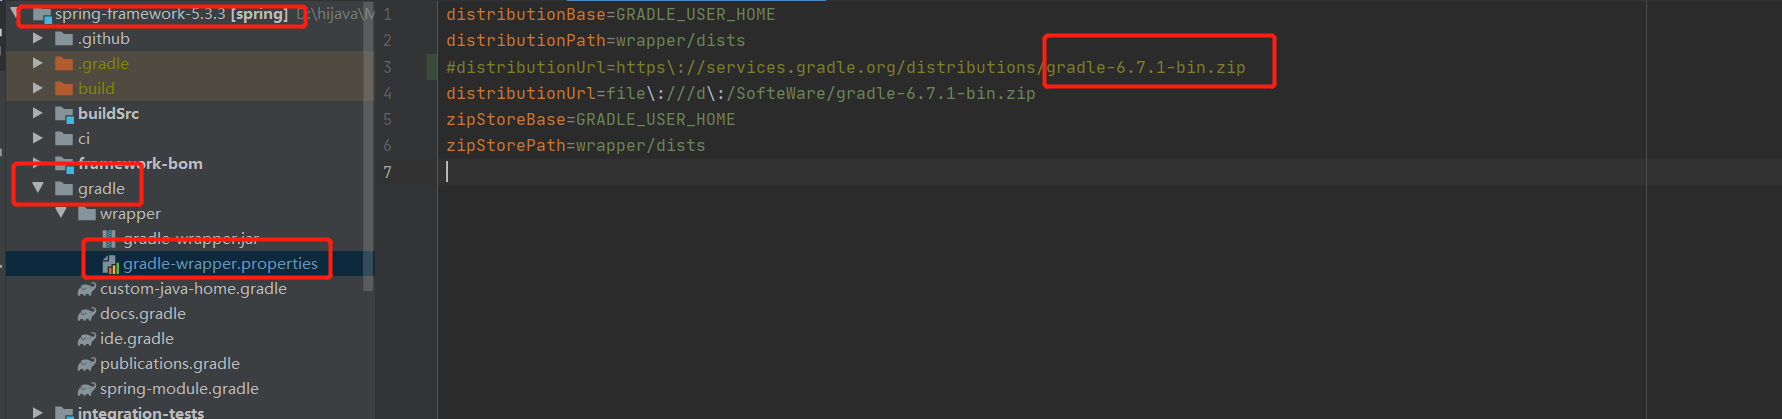 spring-framework-5.3.3 [spring] D:\hijava\M
.github
.gradle
build
buildSrc
ci
framework-bom
gradle
wrapper
gradle-wrapper.jar
gradle-wrapper.properties
custom-java-home.gradle
docs.gradle
ide.gradle
publications.gradle
spring-module.gradle
integration-tests
1 distributionBase=GRADLE_USER_HOME
2 distributionPath=wrapper/dists
3 #distributionUrl=https\://services.gradle.org/distributions/gradle-6.7.1-bin.zip
4 distributionUrl=file\:///d\:/SofteWare/gradle-6.7.1-bin.zip
5 zipStoreBase=GRADLE_USER_HOME
6 zipStorePath=wrapper/dists
7